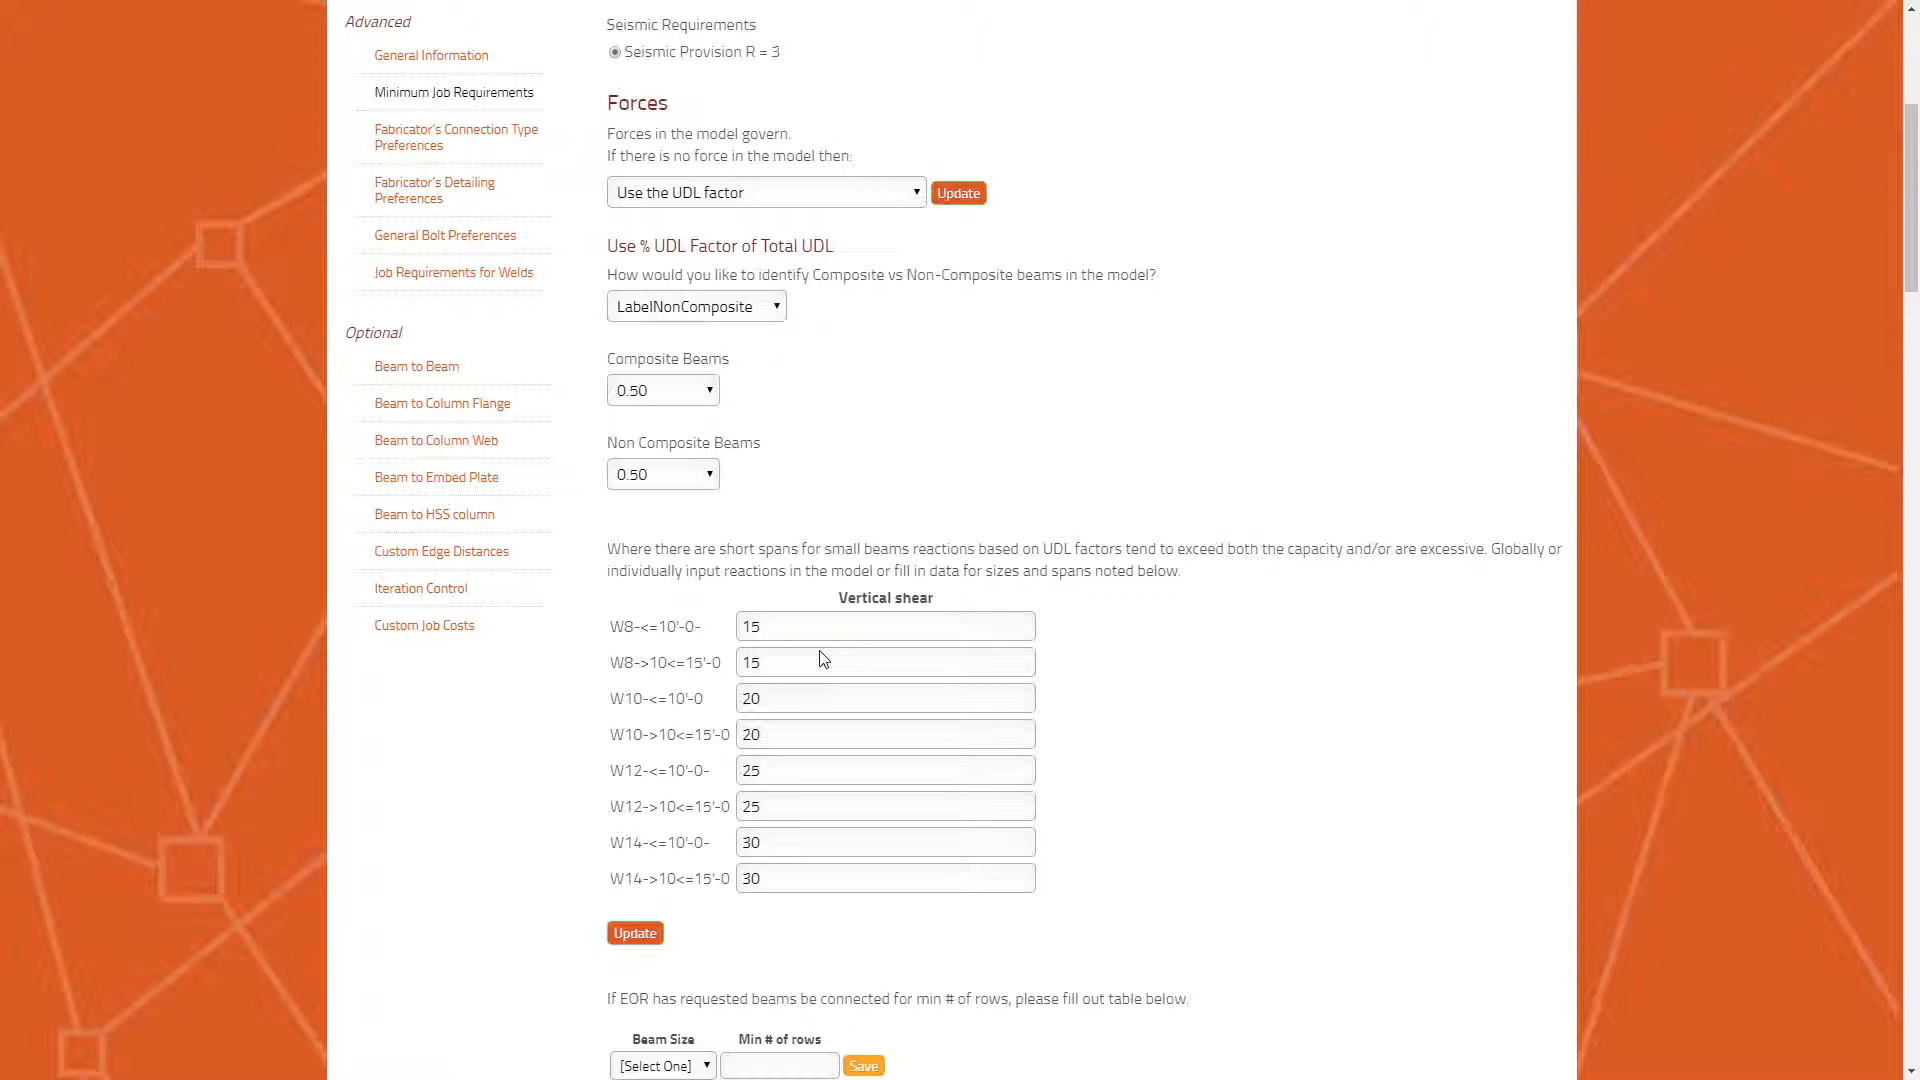 Advanced
General Information
Minimum Job Requirements
Fabricator's Connection Type
Preferences
Fabricator's Detailing
Preferences
General Bolt Preferences
Job Requirements for Welds
Optional
Beam to Beam
Beam to Column Flange
Beam to Column Web
Beam to Embed Plate
Beam to HSS column
Custom Edge Distances
Iteration Control
Custom Job Costs
Seismic Requirements
Seismic Provision R = 3
Forces
Forces in the model govern.
If there is no force in the model then:
Use the UDL factor Update
Use % UDL Factor of Total UDL
How would you like to identify Composite vs Non-Composite beams in the model?
LabelNonComposite
Composite Beams
0.50
Non Composite Beams
0.50
Where there are short spans for small beams reactions based on UDL factors tend to exceed both the capacity and/or are excessive. Globally or
individually input reactions in the model or fill in data for sizes and spans noted below.
Vertical shear
W8-<=10'-0- 15
W8->10<=15'-0 15
W10-<=10'-0 20
W10->10<=15'-0 20
W12-<=10'-0- 25
W12->10<=15'-0 25
W14-<=10'-0- 30
W14->10<=15'-0 30
Update
If EOR has requested beams be connected for min # of rows, please fill out table below.
Beam Size Min # of rows
[Select One] Save